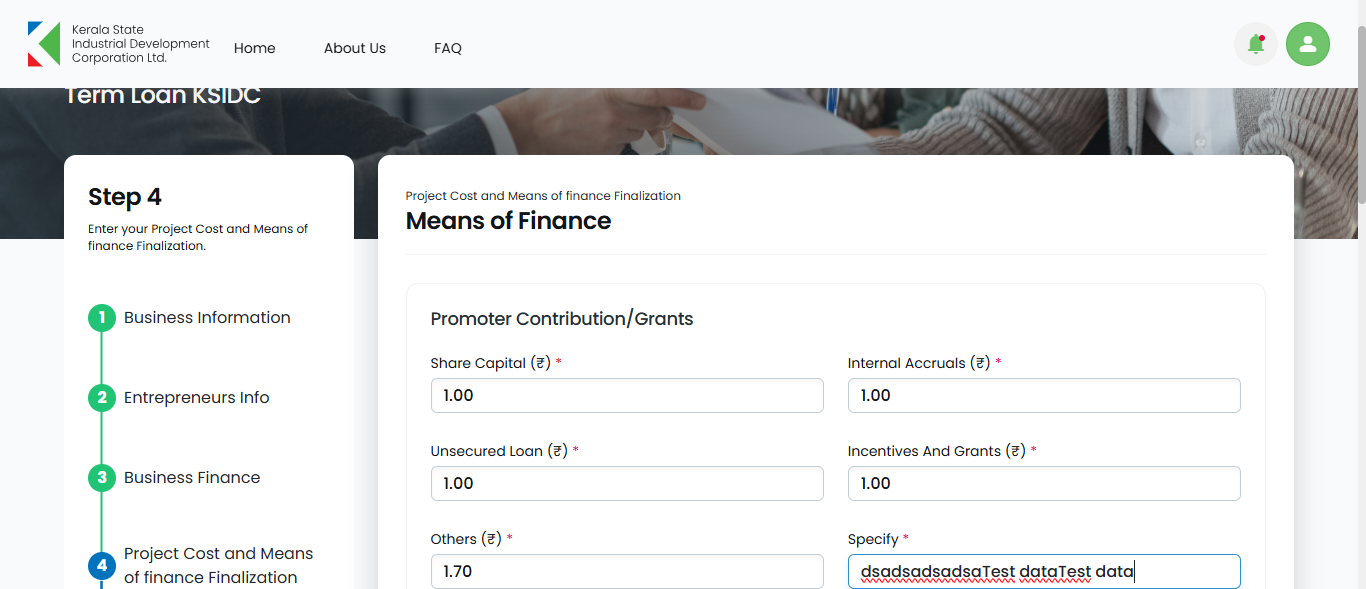 Kerala State
Industrial Development
Corporation Ltd.
Home About Us FAQ
Term Loan KSIDC
Step 4
Enter your Project Cost and Means of
finance Finalization.
1 Business Information
2 Entrepreneurs Info
3 Business Finance
4 Project Cost and Means
of finance Finalization
Project Cost and Means of finance Finalization
Means of Finance
Promoter Contribution/Grants
Share Capital (₹) * Internal Accruals (₹) *
1.00 1.00
Unsecured Loan (₹) * Incentives And Grants (₹) *
1.00 1.00
Others (₹) * Specify *
1.70 dsadsadsadsaTest dataTest data